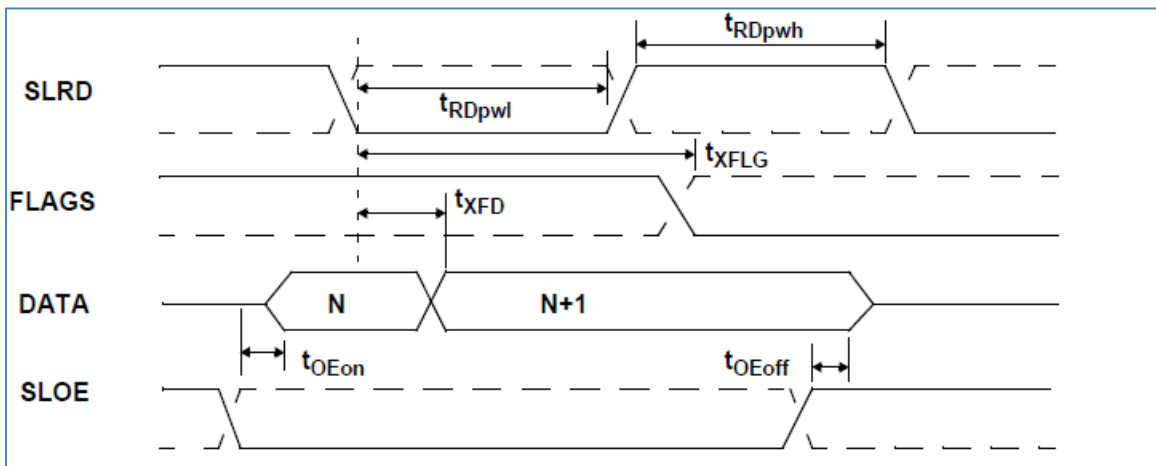 tRDpwh
SLRD
tRDpwl
tXFLG
FLAGS
tXFD
DATA
N
N+1
tOEon
tOEoff
SLOE